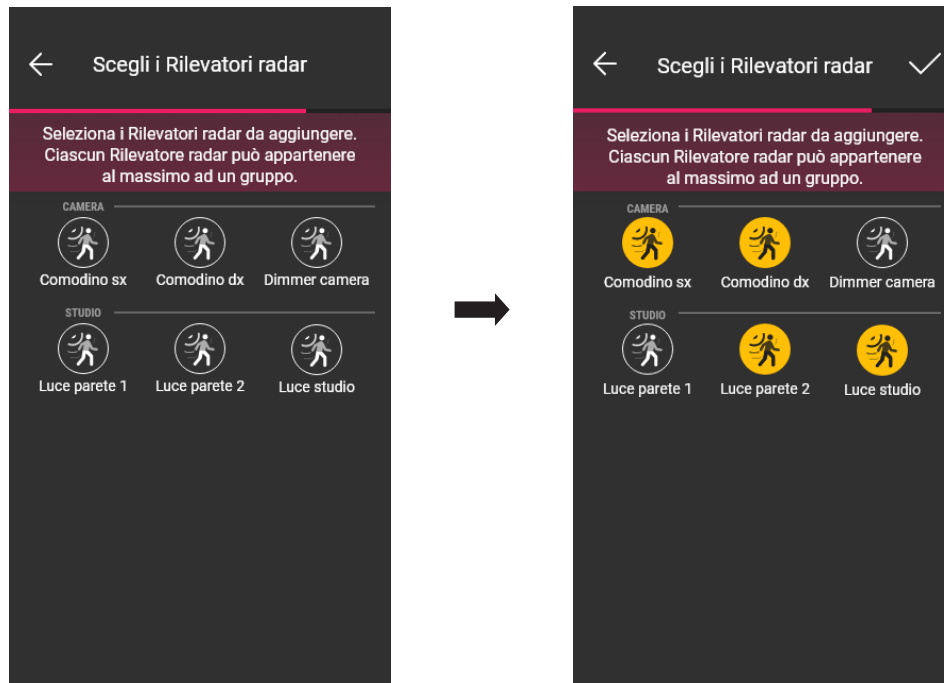 Scegli i Rilevatori radar
Seleziona i Rilevatori radar da aggiungere.
Ciascun Rilevatore radar può appartenere
al massimo ad un gruppo.
CAMERA
Comodino sx Comodino dx Dimmer camera
STUDIO
Luce parete 1 Luce parete 2 Luce studio
Scegli i Rilevatori radar
Seleziona i Rilevatori radar da aggiungere.
Ciascun Rilevatore radar può appartenere
al massimo ad un gruppo.
CAMERA
Comodino sx Comodino dx Dimmer camera
STUDIO
Luce parete 1 Luce parete 2 Luce studio